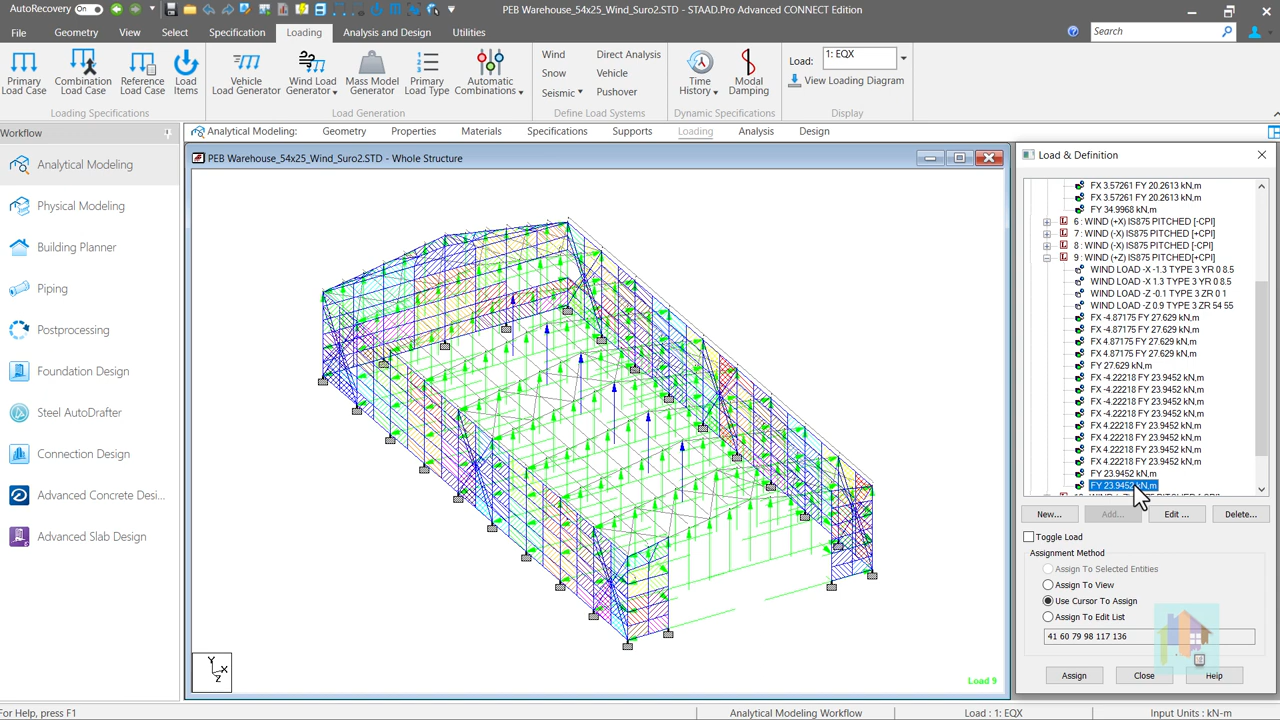 AutoRecovery On
PEB Warehouse_54x25_Wind_Suro2.STD - STAAD.Pro Advanced CONNECT Edition
File Geometry View Select Specification Loading Analysis and Design Utilities
Search
Primary Load Case
Combination Load Case
Reference Load Case
Load Items
Vehicle Load Generator
Wind Load Generator
Mass Model Generator
Primary Load Type
Automatic Combinations
Wind
Snow
Seismic
Direct Analysis
Vehicle
Pushover
Time History
Modal Damping
Load: 1: EQX
View Loading Diagram
Loading Specifications
Load Generation
Define Load Systems
Dynamic Specifications
Display
Workflow
Analytical Modeling: Geometry Properties Materials Specifications Supports Loading Analysis Design
Analytical Modeling
Physical Modeling
Building Planner
Piping
Postprocessing
Foundation Design
Steel AutoDrafter
Connection Design
Advanced Concrete Desi...
Advanced Slab Design
PEB Warehouse_54x25_Wind_Suro2.STD - Whole Structure
Y
X
Z
Load 9
Load & Definition
FX 3.57261 FY 20.2613 kN,m
FX 3.57261 FY 20.2613 kN,m
FY 34.9968 kN,m
6 : WIND (+X) IS875 PITCHED [-CPI]
7 : WIND (-X) IS875 PITCHED [+CPI]
8 : WIND (-X) IS875 PITCHED [-CPI]
9 : WIND (+Z) IS875 PITCHED[+CPI]
WIND LOAD -X -1.3 TYPE 3 YR 0 8.5
WIND LOAD -X 1.3 TYPE 3 YR 0 8.5
WIND LOAD -Z -0.1 TYPE 3 ZR 0 1
WIND LOAD -Z 0.9 TYPE 3 ZR 54 55
FX -4.87175 FY 27.629 kN,m
FX -4.87175 FY 27.629 kN,m
FX 4.87175 FY 27.629 kN,m
FX 4.87175 FY 27.629 kN,m
FY 27.629 kN,m
FX -4.22218 FY 23.9452 kN,m
FX -4.22218 FY 23.9452 kN,m
FX -4.22218 FY 23.9452 kN,m
FX -4.22218 FY 23.9452 kN,m
FX 4.22218 FY 23.9452 kN,m
FX 4.22218 FY 23.9452 kN,m
FX 4.22218 FY 23.9452 kN,m
FX 4.22218 FY 23.9452 kN,m
FY 23.9452 kN,m
FY 23.9452 kN,m
New... Add... Edit ... Delete...
Toggle Load
Assignment Method
Assign To Selected Entities
Assign To View
Use Cursor To Assign
Assign To Edit List
41 60 79 98 117 136
Assign Close Help
For Help, press F1
Analytical Modeling Workflow
Load : 1: EQX
Input Units : kN-m